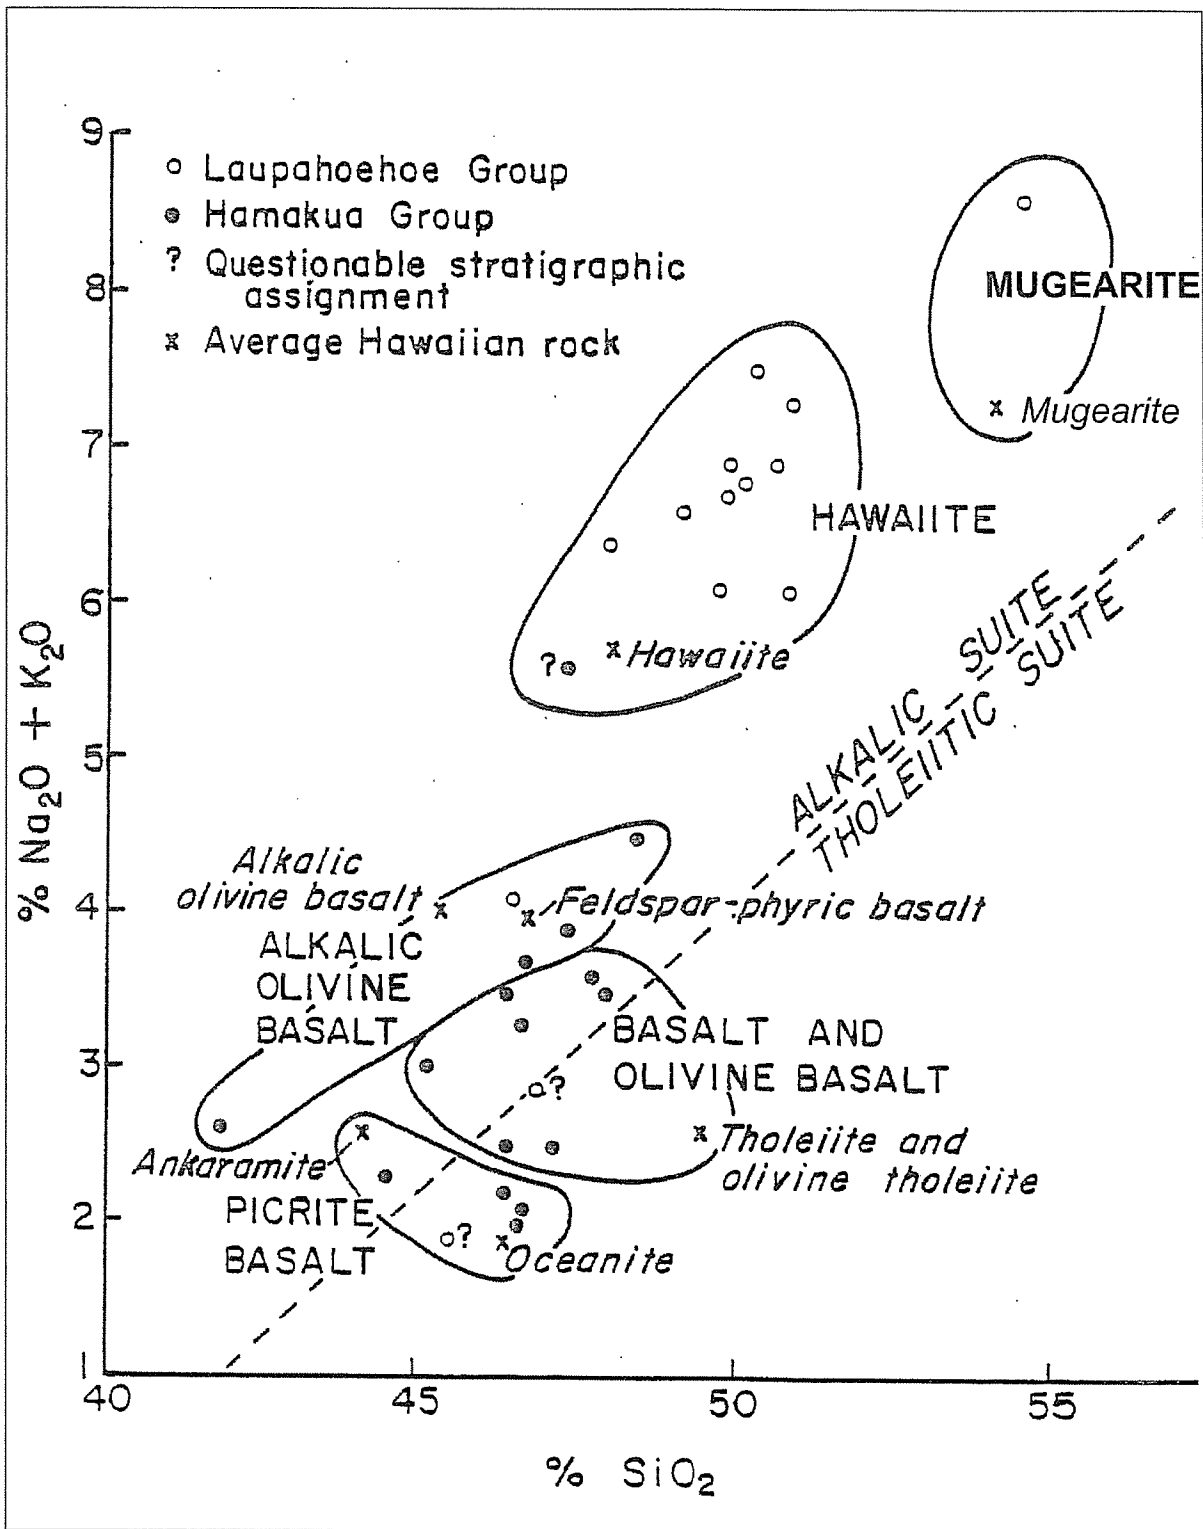 9
8
7
6
5
4
3
2
1
% Na₂O + K₂O
o Laupahoehoe Group
● Hamakua Group
? Questionable stratigraphic
assignment
x Average Hawaiian rock
MUGEARITE
x Mugearite
HAWAIITE
? x Hawaiite
ALKALIC SUITE
THOLEIITIC SUITE
Alkalic
olivine basalt x
x Feldspar-phyric basalt
ALKALIC
OLIVINE
BASALT
BASALT AND
OLIVINE BASALT
?
x Tholeiite and
olivine tholeiite
Ankaramite x
PICRITE
BASALT
?
x Oceanite
40 45 50 55
% SiO₂